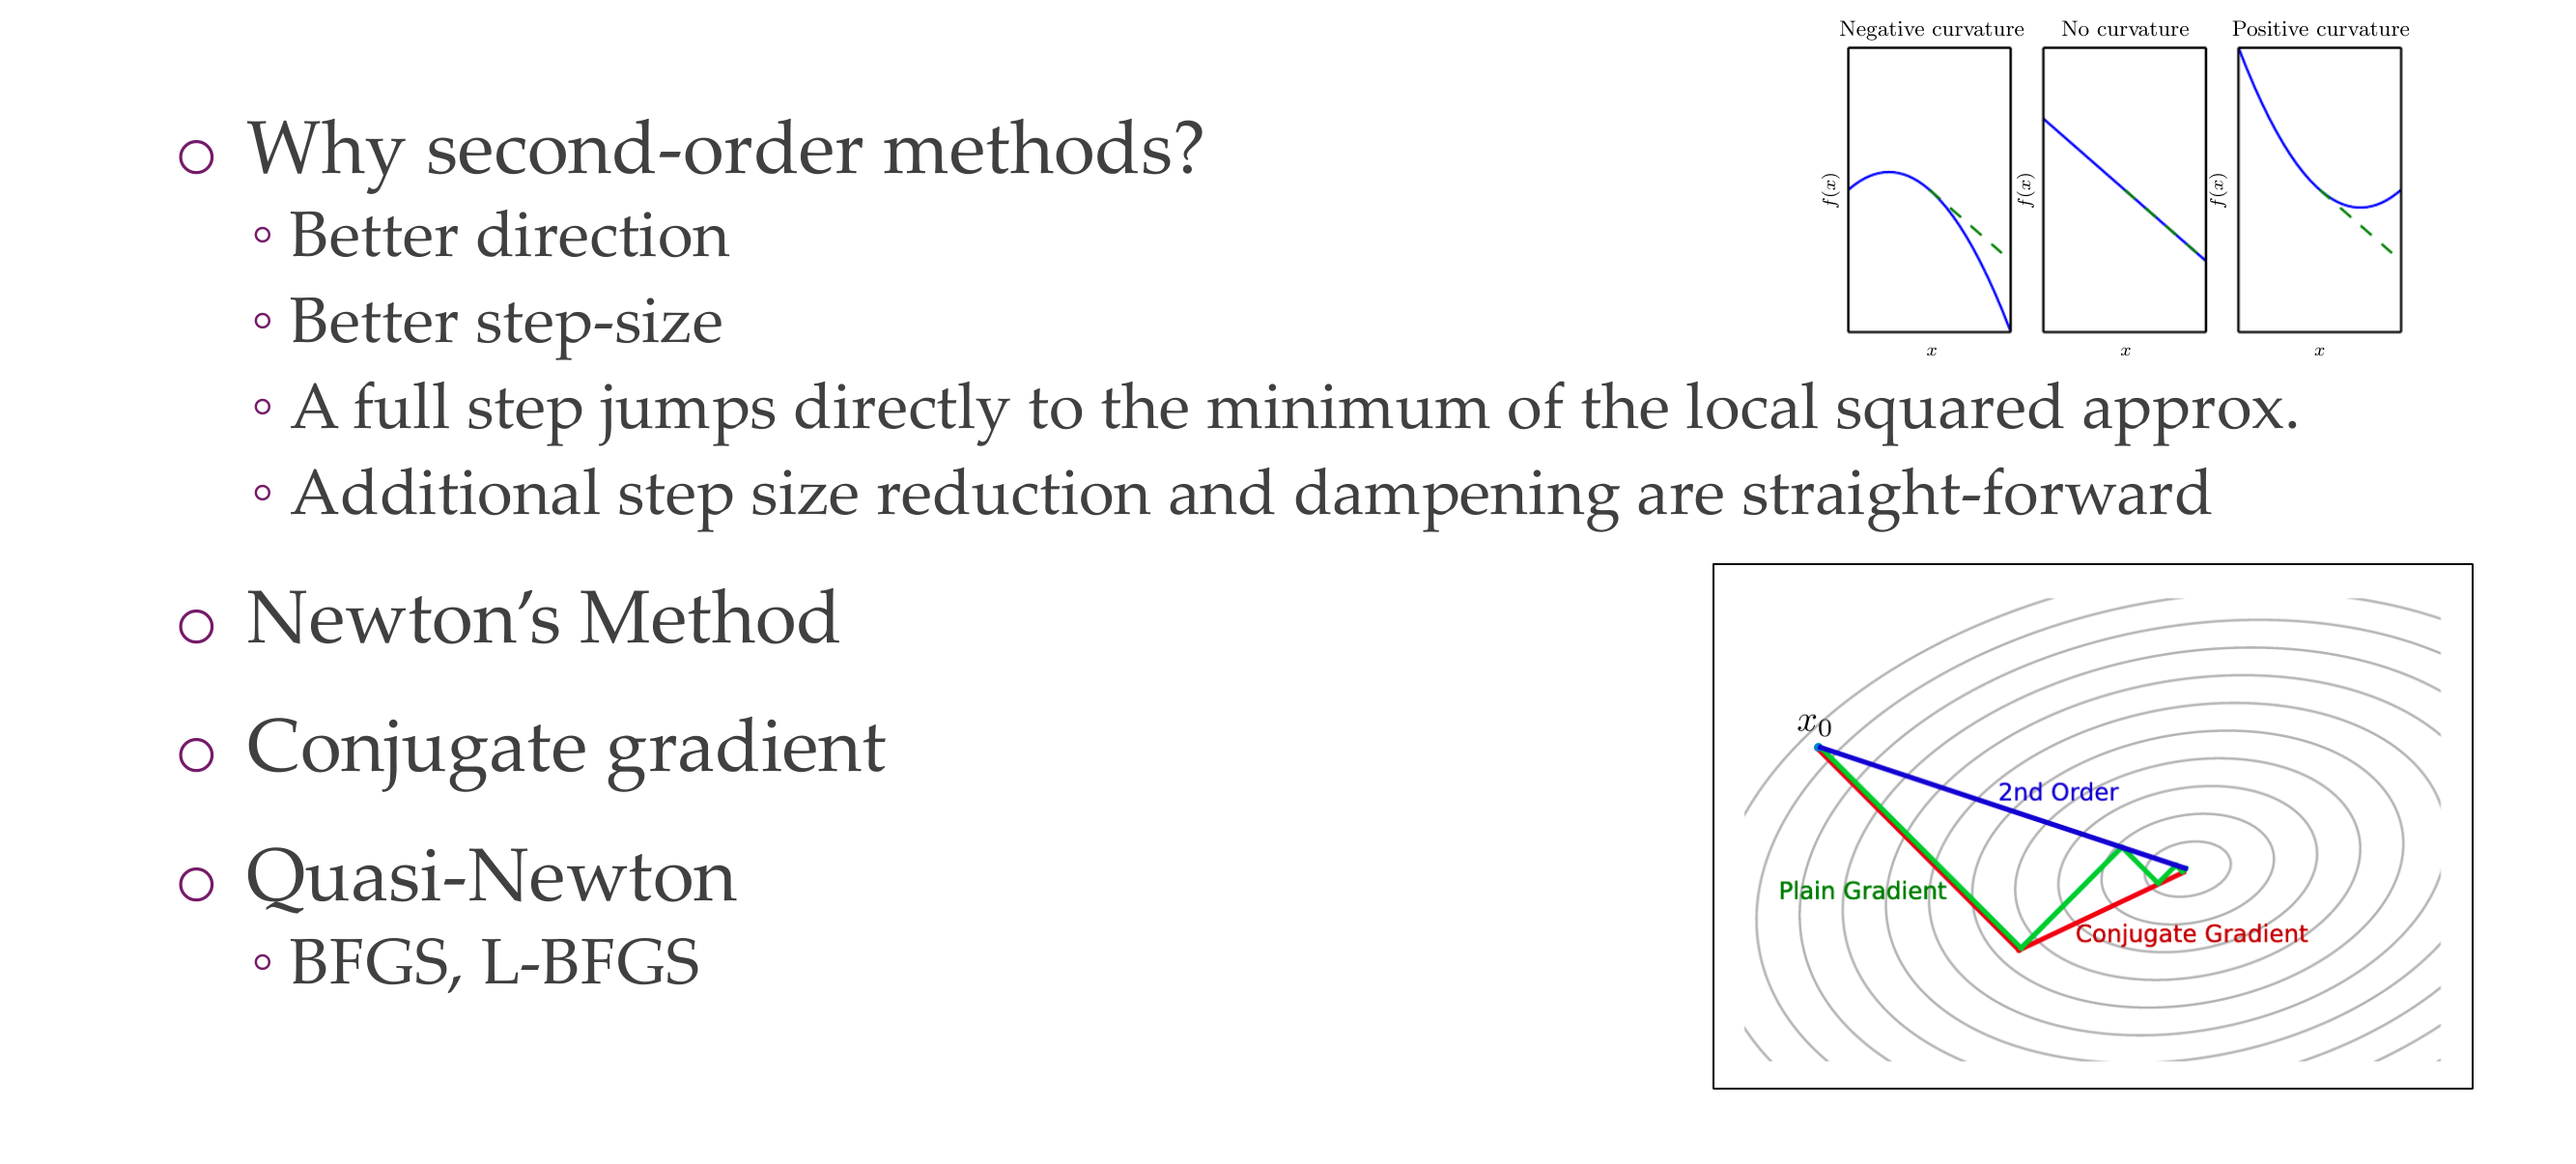 Why second-order methods?
Better direction
Better step-size
A full step jumps directly to the minimum of the local squared approx.
Additional step size reduction and dampening are straight-forward
Newton’s Method
Conjugate gradient
Quasi-Newton
BFGS, L-BFGS
Negative curvature
No curvature
Positive curvature
f(x)
f(x)
f(x)
x
x
x
x₀
2nd Order
Plain Gradient
Conjugate Gradient